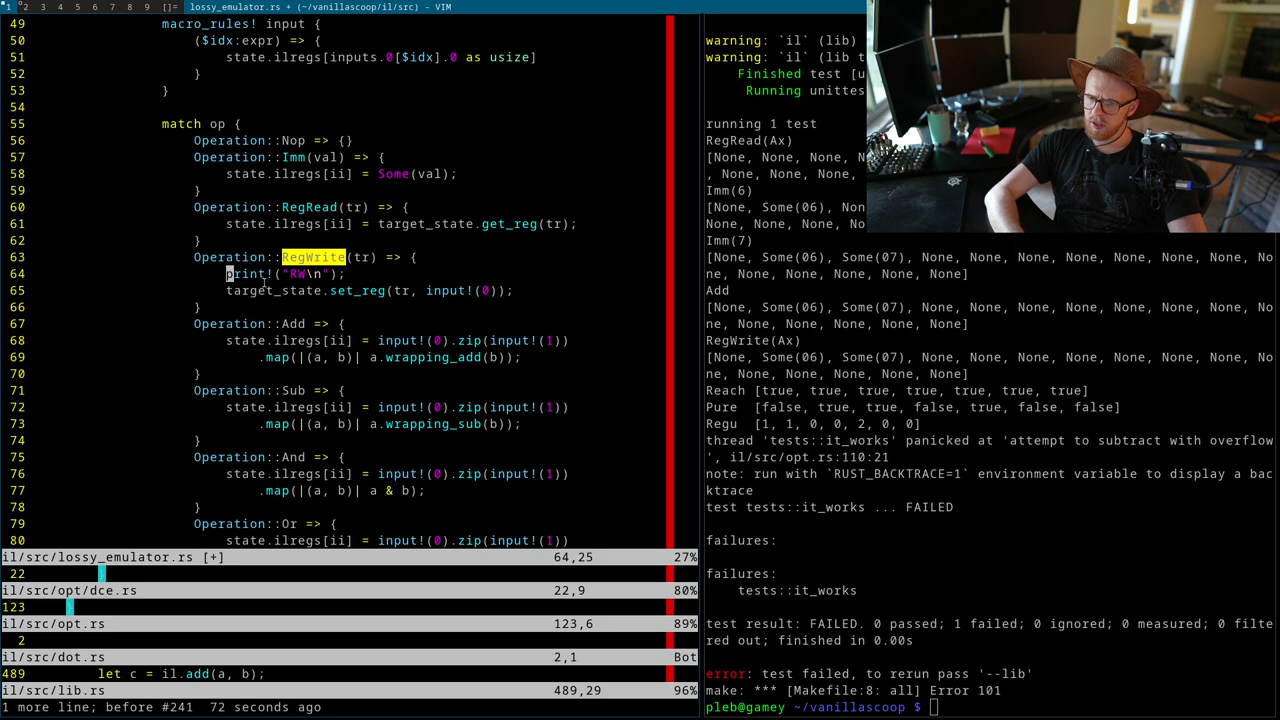 1 2 3 4 5 6 7 8 9 []= lossy_emulator.rs + (~/vanillascoop/il/src) - VIM
49 macro_rules! input {
50 ($idx:expr) => {
51 state.ilregs[inputs.0[$idx].0 as usize]
52 }
53 }
54
55 match op {
56 Operation::Nop => {}
57 Operation::Imm(val) => {
58 state.ilregs[ii] = Some(val);
59 }
60 Operation::RegRead(tr) => {
61 state.ilregs[ii] = target_state.get_reg(tr);
62 }
63 Operation::RegWrite(tr) => {
64 print!("RW\n");
65 target_state.set_reg(tr, input!(0));
66 }
67 Operation::Add => {
68 state.ilregs[ii] = input!(0).zip(input!(1))
69 .map(|(a, b)| a.wrapping_add(b));
70 }
71 Operation::Sub => {
72 state.ilregs[ii] = input!(0).zip(input!(1))
73 .map(|(a, b)| a.wrapping_sub(b));
74 }
75 Operation::And => {
76 state.ilregs[ii] = input!(0).zip(input!(1))
77 .map(|(a, b)| a & b);
78 }
79 Operation::Or => {
80 state.ilregs[ii] = input!(0).zip(input!(1))
il/src/lossy_emulator.rs [+] 64,25 27%
22 }
il/src/opt/dce.rs 22,9 80%
123 }
il/src/opt.rs 123,6 89%
2
il/src/dot.rs 2,1 Bot
489 let c = il.add(a, b);
il/src/lib.rs 489,29 96%
1 more line; before #241 72 seconds ago
warning: `il` (lib)
warning: `il` (lib t
Finished test [u
Running unittes
running 1 test
RegRead(Ax)
[None, None, None, N
, None, None, None,
Imm(6)
[None, Some(06), Non
None, None, None, No
Imm(7)
[None, Some(06), Some(07), None, None, None, None, None, None, No
ne, None, None, None, None, None]
Add
[None, Some(06), Some(07), None, None, None, None, None, None, No
ne, None, None, None, None, None]
RegWrite(Ax)
[None, Some(06), Some(07), None, None, None, None, None, None, No
ne, None, None, None, None, None]
Reach [true, true, true, true, true, true]
Pure [false, true, true, false, true, false, false]
Regu [1, 1, 0, 0, 2, 0, 0]
thread 'tests::it_works' panicked at 'attempt to subtract with overflow
', il/src/opt.rs:110:21
note: run with `RUST_BACKTRACE=1` environment variable to display a bac
ktrace
test tests::it_works ... FAILED
failures:
failures:
tests::it_works
test result: FAILED. 0 passed; 1 failed; 0 ignored; 0 measured; 0 filte
red out; finished in 0.00s
error: test failed, to rerun pass '--lib'
make: *** [Makefile:8: all] Error 101
pleb@gamey ~/vanillascoop $